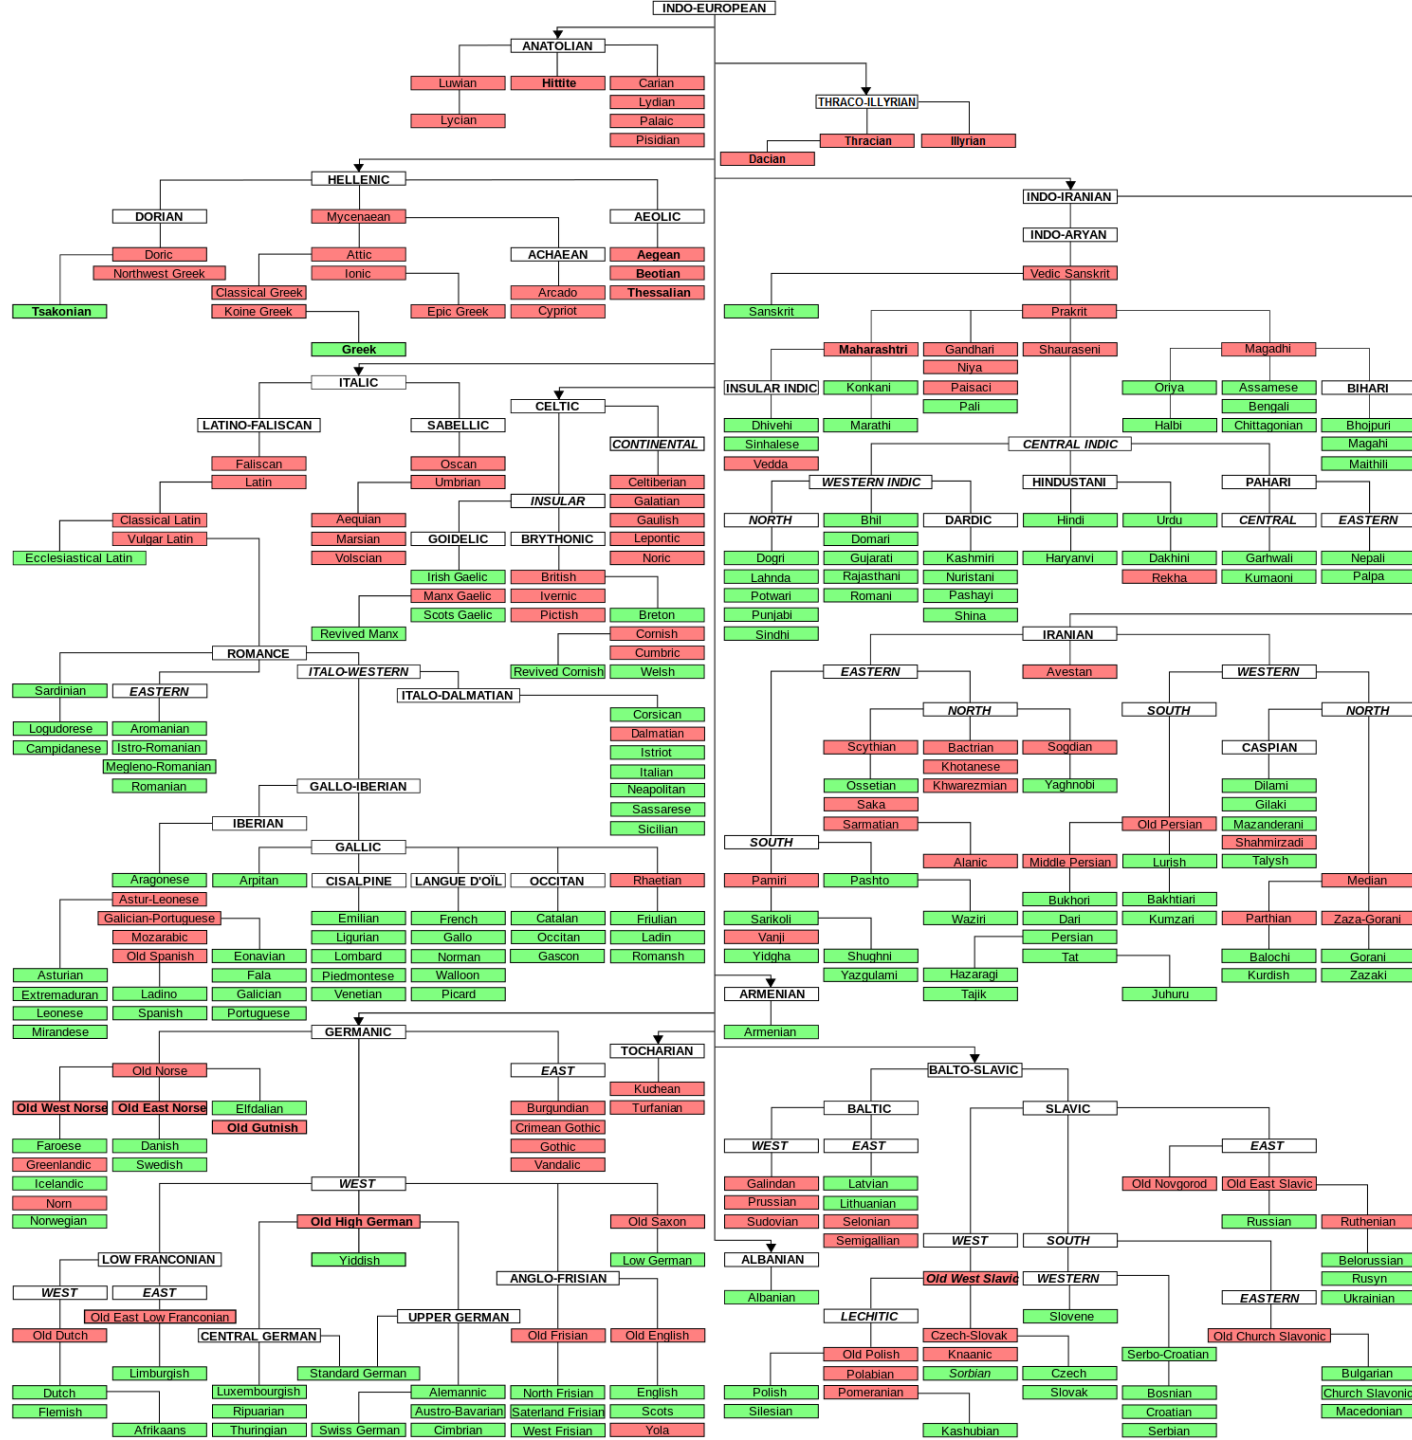 INDO-EUROPEAN
ANATOLIAN
Luwian
Hittite
Carian
Lydian
Lycian
Palaic
Pisidian
THRACO-ILLYRIAN
Thracian
Illyrian
Dacian
HELLENIC
DORIAN
Mycenaean
AEOLIC
Doric
Northwest Greek
Attic
Ionic
ACHAEAN
Aegean
Beotian
Thessalian
Classical Greek
Koine Greek
Epic Greek
Arcado
Cypriot
Tsakonian
Greek
INDO-IRANIAN
INDO-ARYAN
Vedic Sanskrit
Sanskrit
Prakrit
Maharashtri
Gandhari
Niya
Paisaci
Pali
Shauraseni
Magadhi
INSULAR INDIC
Konkani
Marathi
Oriya
Halbi
Assamese
Bengali
Chittagonian
BIHARI
Bhojpuri
Magahi
Maithili
Dhivehi
Sinhalese
Vedda
CENTRAL INDIC
WESTERN INDIC
HINDUSTANI
PAHARI
NORTH
Dogri
Lahnda
Potwari
Punjabi
Sindhi
Bhil
Domari
Gujarati
Rajasthani
Romani
DARDIC
Kashmiri
Nuristani
Pashayi
Shina
Hindi
Haryanvi
Urdu
Dakhini
Rekha
CENTRAL
Garhwali
Kumaoni
EASTERN
Nepali
Palpa
ITALIC
LATINO-FALISCAN
SABELLIC
Faliscan
Latin
Oscan
Umbrian
Classical Latin
Vulgar Latin
Aequian
Marsian
Volscian
Ecclesiastical Latin
CELTIC
CONTINENTAL
Celtiberian
Galatian
Gaulish
Lepontic
Noric
INSULAR
GOIDELIC
BRYTHONIC
Irish Gaelic
Manx Gaelic
Scots Gaelic
British
Ivernic
Pictish
Revived Manx
Breton
Cornish
Cumbric
Welsh
Revived Cornish
ROMANCE
ITALO-WESTERN
Sardinian
EASTERN
ITALO-DALMATIAN
Logudorese
Campidanese
Aromanian
Istro-Romanian
Megleno-Romanian
Romanian
Corsican
Dalmatian
Istriot
Italian
Neapolitan
Sassarese
Sicilian
GALLO-IBERIAN
IBERIAN
GALLIC
Aragonese
Astur-Leonese
Galician-Portuguese
Mozarabic
Old Spanish
Arpitan
CISALPINE
LANGUE D'OÏL
OCCITAN
Rhaetian
Emilian
Ligurian
Lombard
Piedmontese
Venetian
French
Gallo
Norman
Walloon
Picard
Catalan
Occitan
Gascon
Friulian
Ladin
Romansh
Asturian
Extremaduran
Leonese
Mirandese
Ladino
Spanish
Eonavian
Fala
Galician
Portuguese
IRANIAN
EASTERN
Avestan
WESTERN
NORTH
SOUTH
NORTH
Scythian
Bactrian
Khotanese
Khwarezmian
Sogdian
Yaghnobi
Ossetian
Saka
Sarmatian
Alanic
CASPIAN
Dilami
Gilaki
Mazanderani
Shahmirzadi
Talysh
SOUTH
Pamiri
Pashto
Waziri
Sarikoli
Vanji
Yidgha
Shughni
Yazgulami
Old Persian
Middle Persian
Lurish
Bakhtiari
Kumzari
Bukhori
Dari
Persian
Tat
Hazaragi
Tajik
Juhuru
Median
Parthian
Zaza-Gorani
Balochi
Kurdish
Gorani
Zazaki
ARMENIAN
Armenian
GERMANIC
Old Norse
EAST
Old West Norse
Old East Norse
Elfdalian
Old Gutnish
Faroese
Greenlandic
Icelandic
Norn
Norwegian
Danish
Swedish
Burgundian
Crimean Gothic
Gothic
Vandalic
TOCHARIAN
Kuchean
Turfanian
WEST
Old High German
Old Saxon
Yiddish
Low German
LOW FRANCONIAN
WEST
EAST
Old East Low Franconian
Old Dutch
Limburgish
Dutch
Flemish
Afrikaans
ANGLO-FRISIAN
UPPER GERMAN
CENTRAL GERMAN
Old Frisian
Old English
Standard German
Luxembourgish
Ripuarian
Thuringian
Alemannic
Austro-Bavarian
Cimbrian
Swiss German
North Frisian
Saterland Frisian
West Frisian
English
Scots
Yola
BALTO-SLAVIC
BALTIC
SLAVIC
WEST
EAST
Galindan
Prussian
Sudovian
Latvian
Lithuanian
Selonian
Semigallian
EAST
Old Novgorod
Old East Slavic
Russian
Ruthenian
Belorussian
Rusyn
Ukrainian
WEST
SOUTH
Old West Slavic
WESTERN
EASTERN
Slovene
LECHITIC
Czech-Slovak
Knaanic
Sorbian
Old Polish
Polabian
Pomeranian
Polish
Silesian
Kashubian
Czech
Slovak
Serbo-Croatian
Bosnian
Croatian
Serbian
Old Church Slavonic
Bulgarian
Church Slavonic
Macedonian
ALBANIAN
Albanian